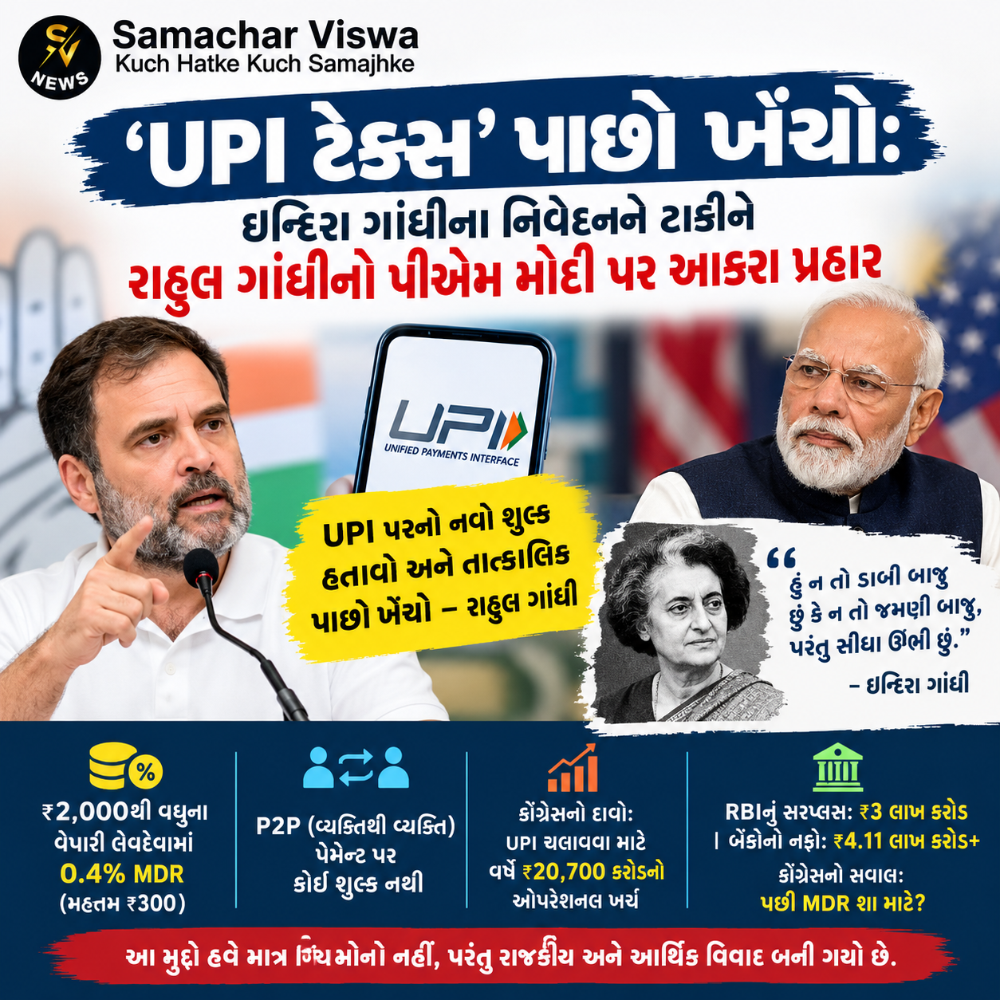 SV
NEWS
Samachar Viswa
Kuch Hatke Kuch Samajhke
‘UPI ટેક્સ’ પાછો ખેંચો:
ઇન્દિરા ગાંધીના નિવેદનને ટાકીને
રાહુલ ગાંધીનો પીએમ મોદી પર આકરા પ્રહાર
UPI
UNIFIED PAYMENTS INTERFACE
UPI પરનો નવો શુલ્ક
હતાવો અને તાત્કાલિક
પાછો ખેંચો – રાહુલ ગાંધી
“હું ન તો ડાબી બાજુ
છું કે ન તો જમણી બાજુ,
પરંતુ સીધા ઊભી છું.”
– ઇન્દિરા ગાંધી
%
₹2,000થી વધુના
વેપારી લેવદેવામાં
0.4% MDR
(મહતમ ₹300)
P2P (વ્યક્તિથી વ્યક્તિ)
પેમેન્ટ પર
કોઈ શુલ્ક નથી
કોંગ્રેસનો દાવો:
UPI ચલાવવા માટે
વર્ષે ₹20,700 કરોડનો
ઓપરેશનલ ખર્ચ
RBIનું સરપ્લસ: ₹3 લાખ કરોડ
| બેંકોનો નફો: ₹4.11 લાખ કરોડ+
કોંગ્રેસનો સવાલ:
પછી MDR શા માટે?
આ મુદ્દો હવે માત્ર નહીં, પરંતુ રાજકીય અને આર્થિક વિવાદ બની ગયો છે.